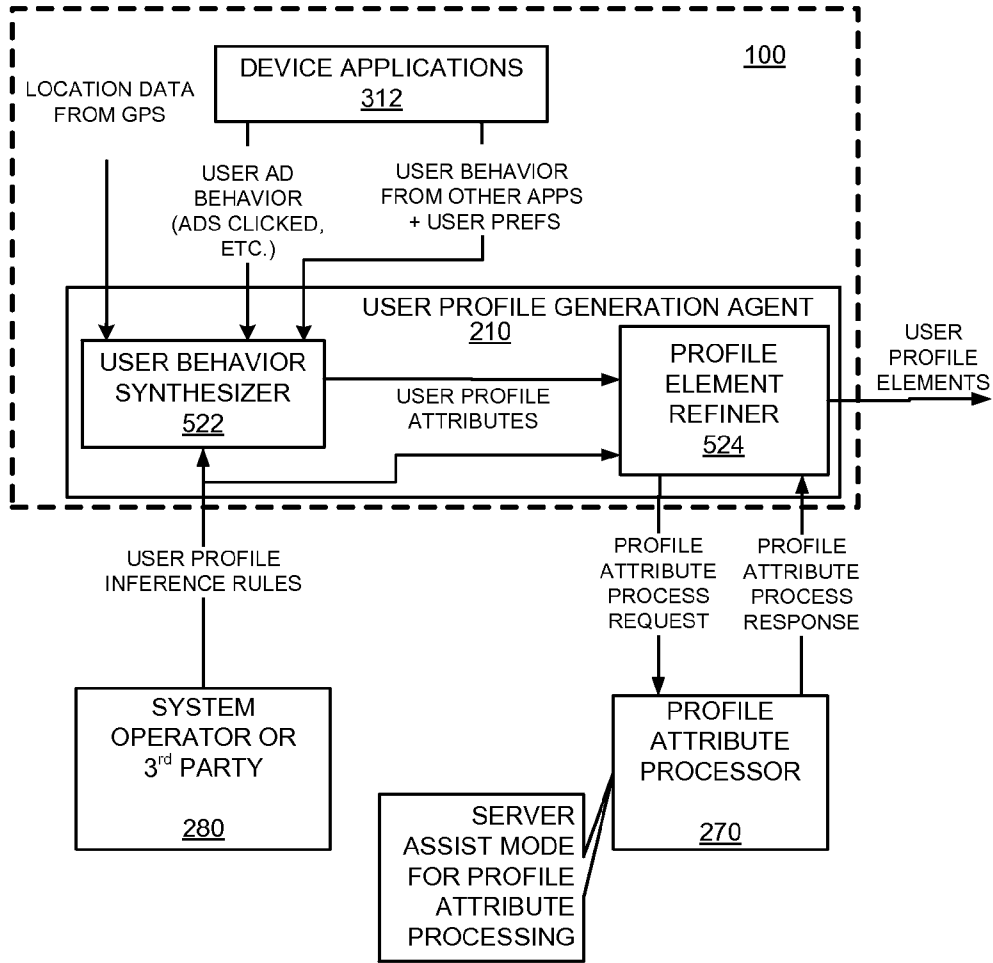 100
DEVICE APPLICATIONS
312
LOCATION DATA
FROM GPS
USER AD
BEHAVIOR
(ADS CLICKED,
ETC.)
USER BEHAVIOR
FROM OTHER APPS
+ USER PREFS
USER PROFILE GENERATION AGENT
210
USER BEHAVIOR
SYNTHESIZER
522
USER PROFILE
ATTRIBUTES
PROFILE
ELEMENT
REFINER
524
USER
PROFILE
ELEMENTS
USER PROFILE
INFERENCE RULES
PROFILE
ATTRIBUTE
PROCESS
REQUEST
PROFILE
ATTRIBUTE
PROCESS
RESPONSE
SYSTEM
OPERATOR OR
3rd PARTY
280
PROFILE
ATTRIBUTE
PROCESSOR
270
SERVER
ASSIST MODE
FOR PROFILE
ATTRIBUTE
PROCESSING